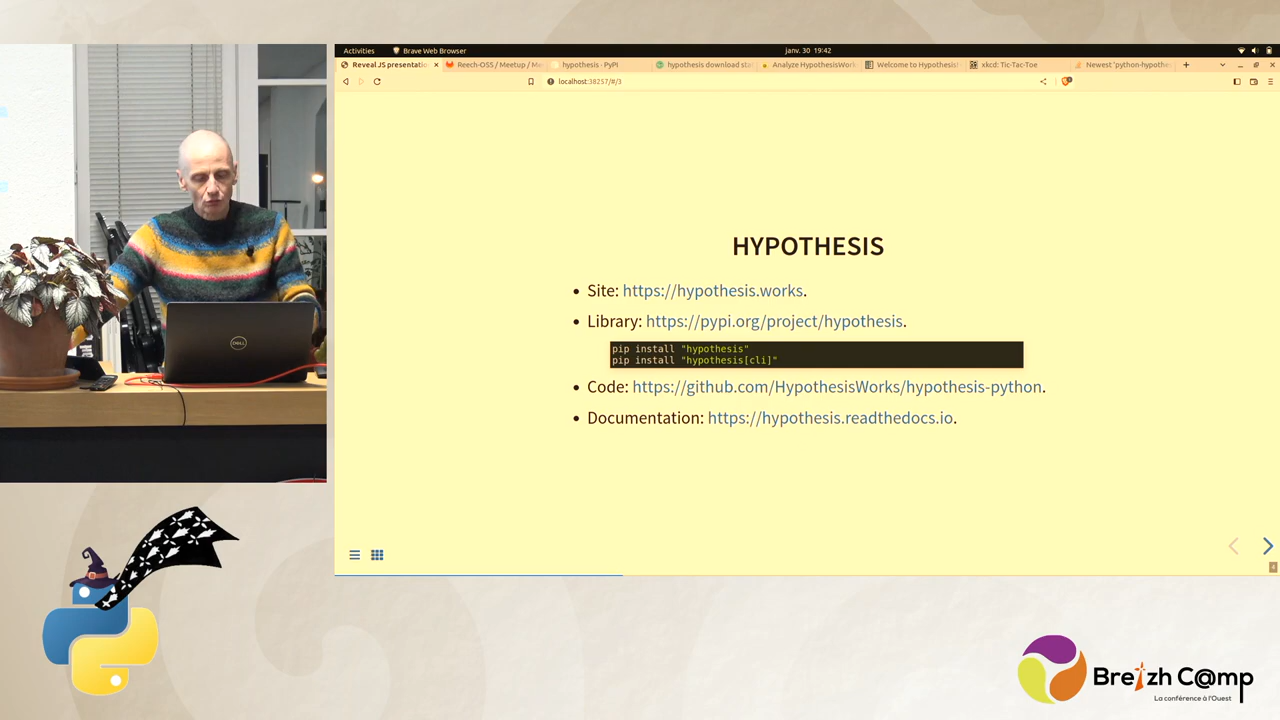 Activities
Brave Web Browser
janv. 30 19:42
Reveal JS presentatio
Reech-OSS / Meetup / Me
hypothesis · PyPI
hypothesis download sta
Analyze HypothesisWork
Welcome to Hypothesis!
xkcd: Tic-Tac-Toe
Newest 'python-hypothe
localhost:38257/#/3
HYPOTHESIS
• Site: https://hypothesis.works.
• Library: https://pypi.org/project/hypothesis.
pip install "hypothesis"
pip install "hypothesis[cli]"
• Code: https://github.com/HypothesisWorks/hypothesis-python.
• Documentation: https://hypothesis.readthedocs.io.
4
DELL
Breizh C@mp
La conférence à l'Ouest